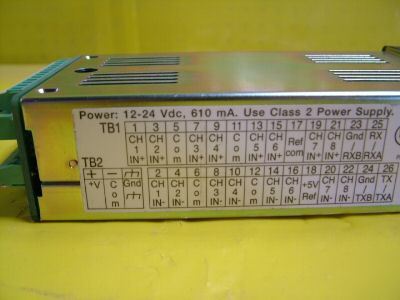 Power: 12-24 Vdc, 610 mA. Use Class 2 Power Supply.
TB1 1 3 5 7 9 11 13 15 17 19 21 23 25
CH 1 IN+ CH 2 IN+ Com CH 3 IN+ CH 4 IN+ Com CH 5 IN+ CH 6 IN+ Ref com CH 7 IN+ CH 8 IN+ Gnd / RXB RX / RXA
TB2
+ − 2 4 6 8 10 12 14 16 18 20 22 24 26
+V Com CH 1 IN- CH 2 IN- Com CH 3 IN- CH 4 IN- Com CH 5 IN- CH 6 IN- +5V Ref CH 7 IN- CH 8 IN- Gnd / TXB TX / TXA